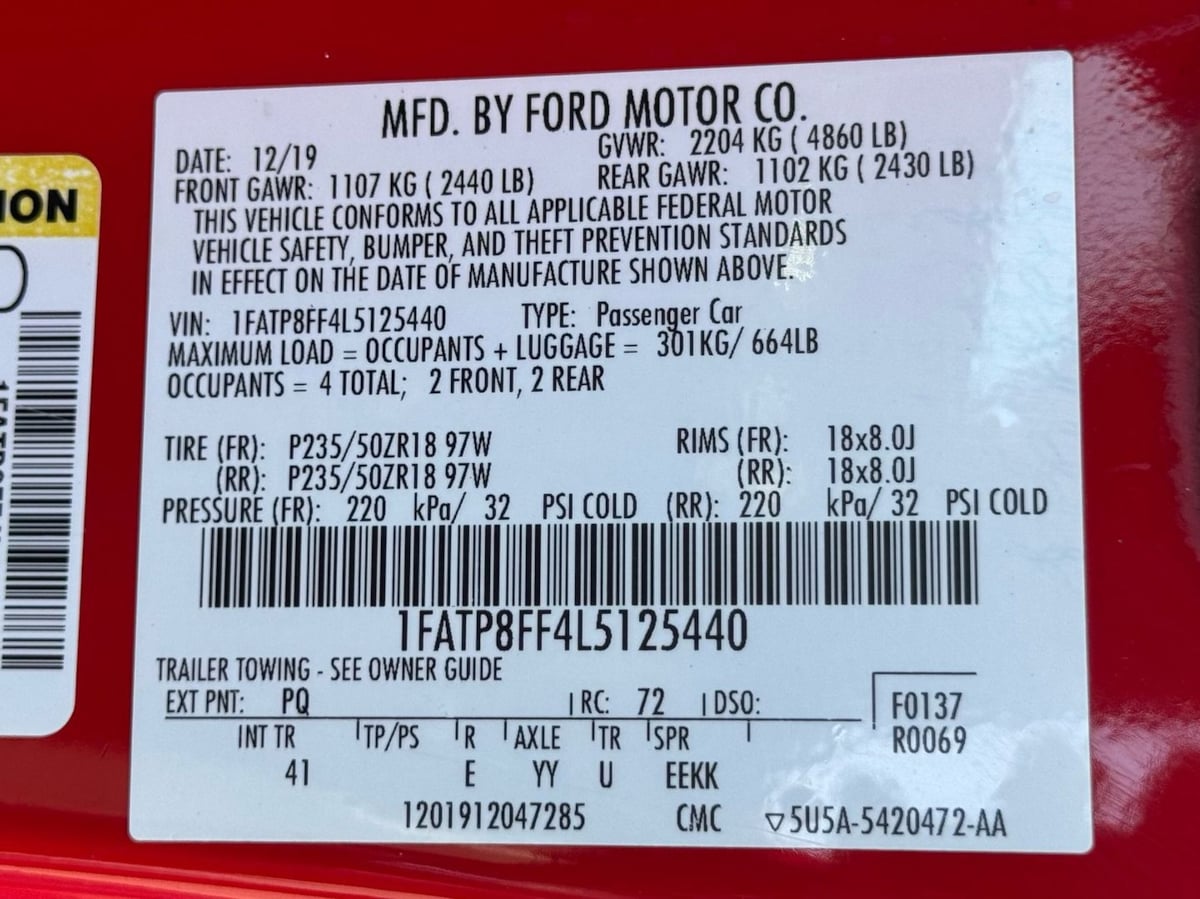 MFD. BY FORD MOTOR CO.
DATE: 12/19 GVWR: 2204 KG ( 4860 LB)
FRONT GAWR: 1107 KG ( 2440 LB) REAR GAWR: 1102 KG ( 2430 LB)
THIS VEHICLE CONFORMS TO ALL APPLICABLE FEDERAL MOTOR
VEHICLE SAFETY, BUMPER, AND THEFT PREVENTION STANDARDS
IN EFFECT ON THE DATE OF MANUFACTURE SHOWN ABOVE.
VIN: 1FATP8FF4L5125440 TYPE: Passenger Car
MAXIMUM LOAD = OCCUPANTS + LUGGAGE = 301KG/ 664LB
OCCUPANTS = 4 TOTAL; 2 FRONT, 2 REAR
TIRE (FR): P235/50ZR18 97W RIMS (FR): 18x8.0J
(RR): P235/50ZR18 97W (RR): 18x8.0J
PRESSURE (FR): 220 kPa/ 32 PSI COLD (RR): 220 kPa/ 32 PSI COLD
1FATP8FF4L5125440
TRAILER TOWING - SEE OWNER GUIDE
EXT PNT: PQ RC: 72 DSO: F0137
INT TR TP/PS R AXLE TR SPR R0069
41 E YY U EEKK
1201912047285 CMC ▽5U5A-5420472-AA
ION